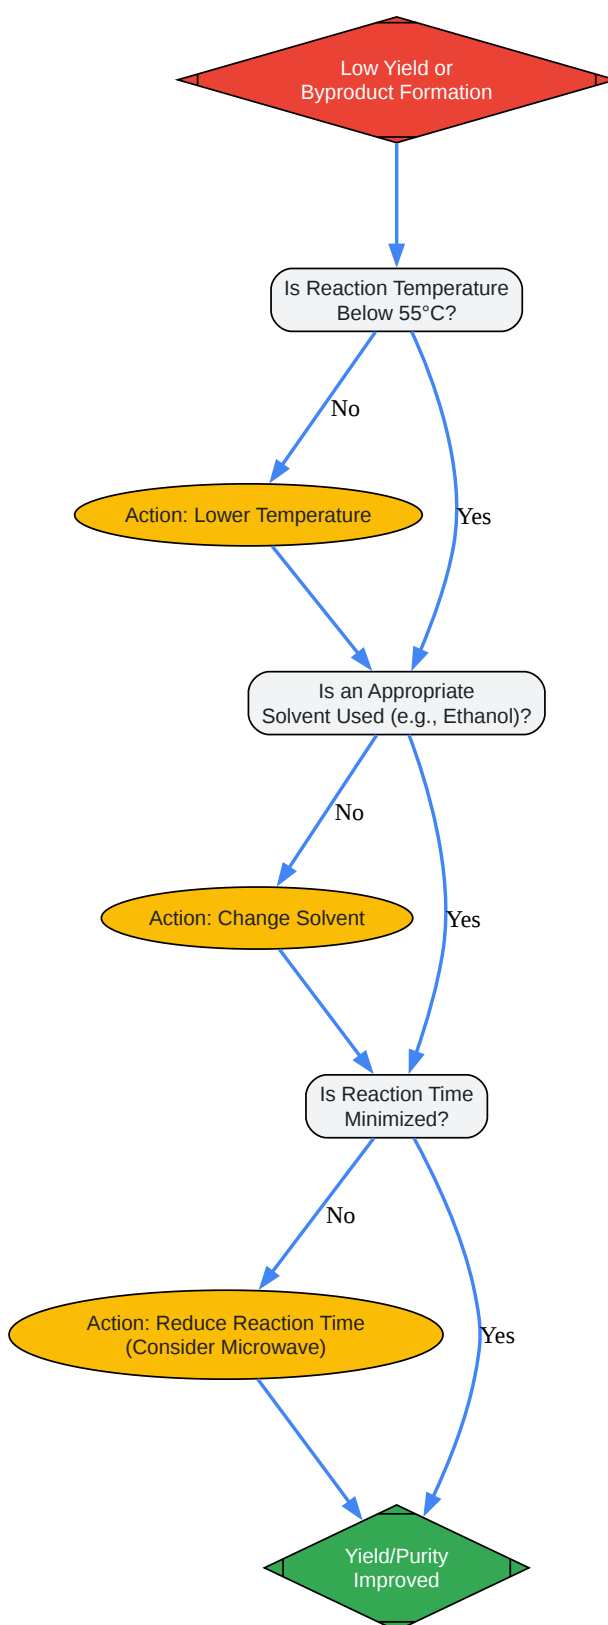 Low Yield or
Byproduct Formation
Is Reaction Temperature
Below 55°C?
No
Action: Lower Temperature
Yes
Is an Appropriate
Solvent Used (e.g., Ethanol)?
No
Action: Change Solvent
Yes
Is Reaction Time
Minimized?
No
Action: Reduce Reaction Time
(Consider Microwave)
Yes
Yield/Purity
Improved